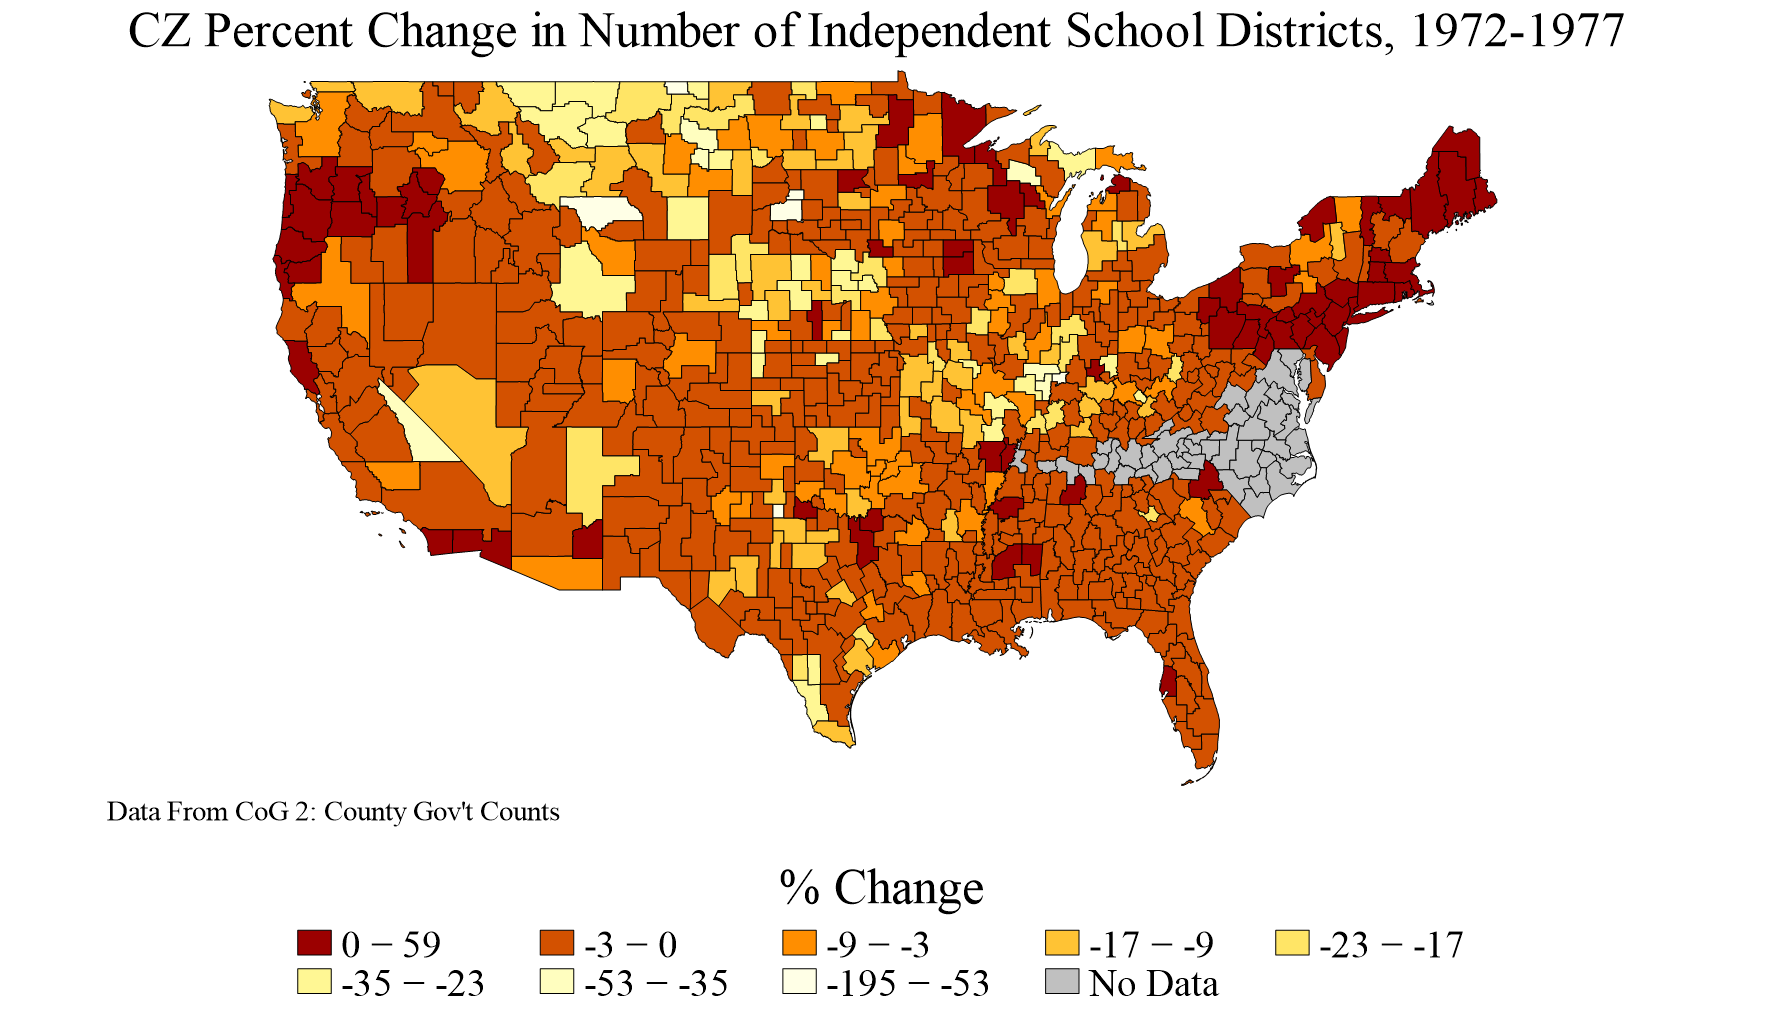 CZ Percent Change in Number of Independent School Districts, 1972-1977
Data From CoG 2: County Gov't Counts
% Change
0 − 59 -3 − 0 -9 − -3 -17 − -9 -23 − -17
-35 − -23 -53 − -35 -195 − -53 No Data